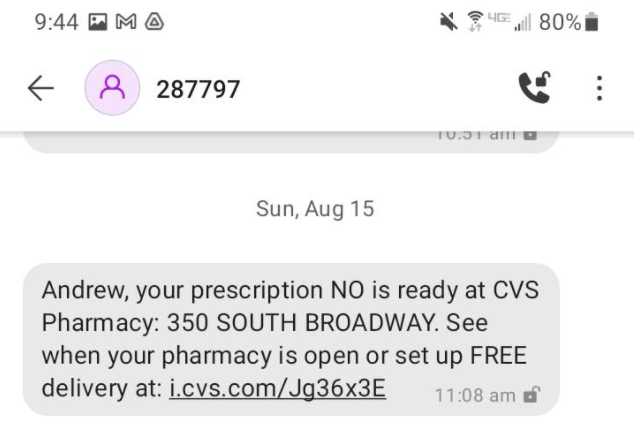 9:44 4GE 80%
287797
10:51 am
Sun, Aug 15
Andrew, your prescription NO is ready at CVS
Pharmacy: 350 SOUTH BROADWAY. See
when your pharmacy is open or set up FREE
delivery at: i.cvs.com/Jg36x3E 11:08 am